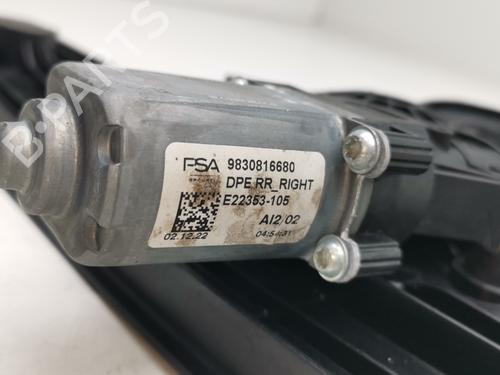 B-PARTS
PSA 9830816680
DPE RR_RIGHT
E22353-105
AI2/02
02.12.22